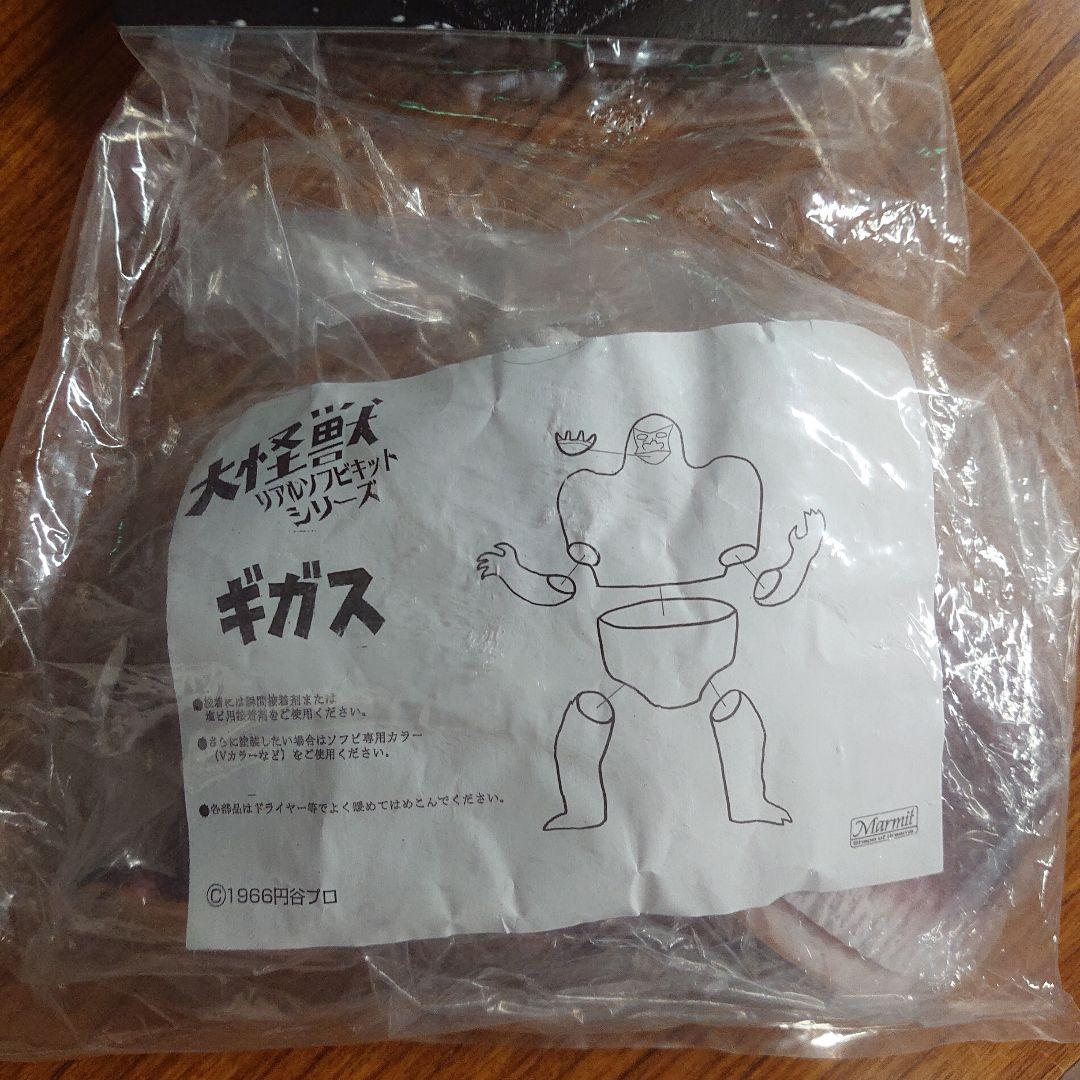 大怪獣
リアルソフビキット
シリーズ
ギガス
●接着には瞬間接着剤または
塩ビ用接着剤をご使用ください。
●さらに塗装したい場合はソフビ専用カラー
(Vカラーなど)をご使用ください。
●各部品はドライヤー等でよく暖めてはめこんでください。
Marmit
Shape of dreams
©1966円谷プロ